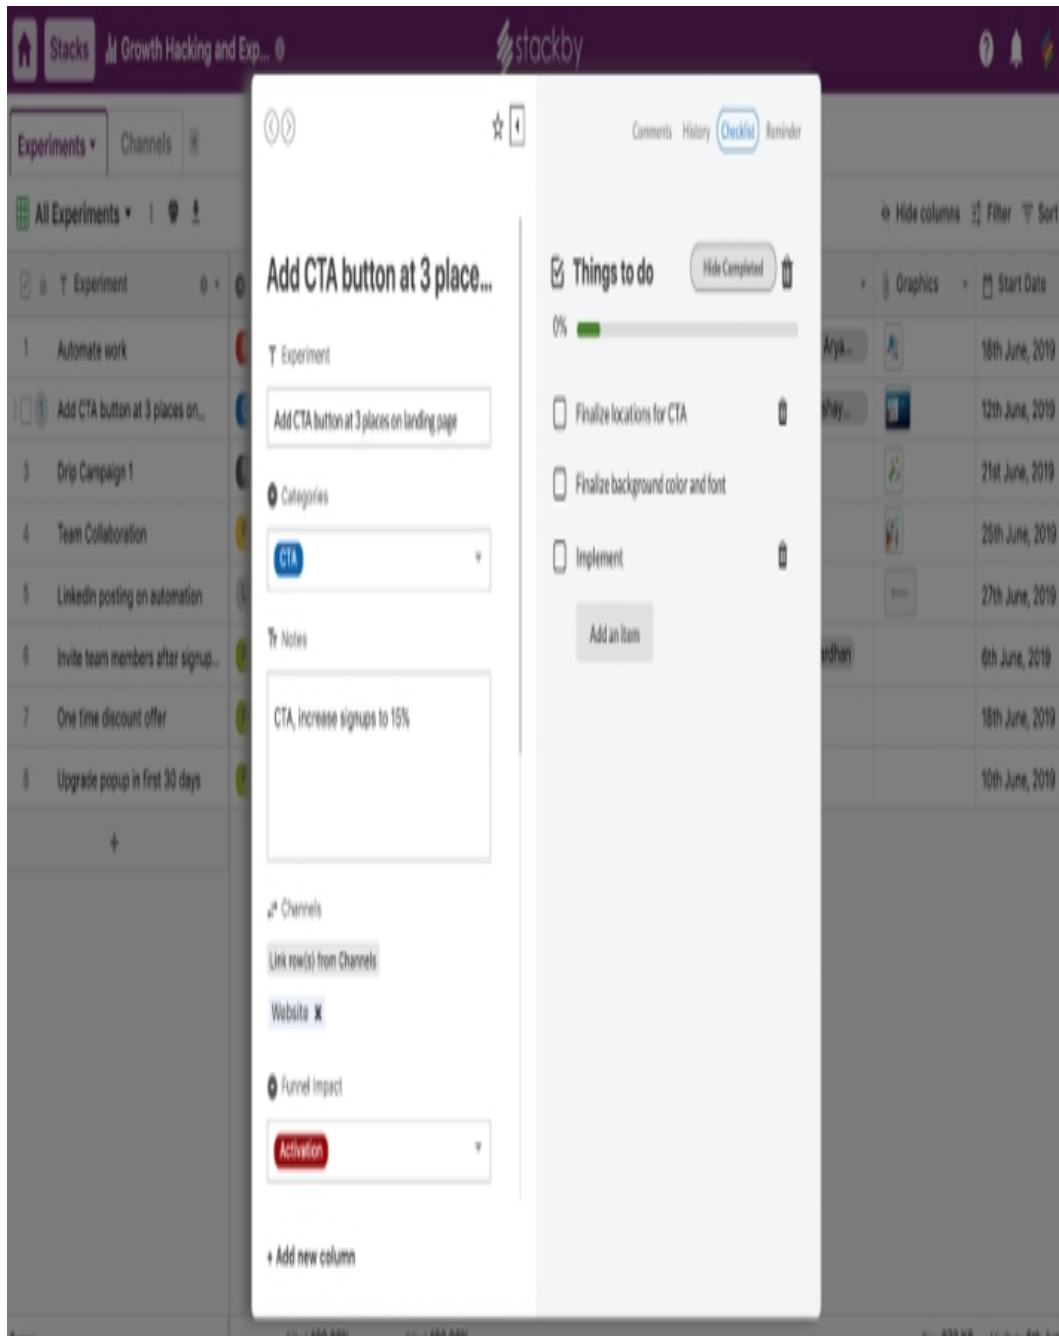 Stacks Growth Hacking and Exp...
stackby
Experiments
Channels
All Experiments
Hide columns Filter Sort
Experiment
Graphics
Start Date
1 Automate work
Arya...
18th June, 2019
Add CTA button at 3 places on...
12th June, 2019
3 Drip Campaign 1
21st June, 2019
4 Team Collaboration
25th June, 2019
5 Linkedin posting on automation
27th June, 2019
6 Invite team members after signup...
6th June, 2019
7 One time discount offer
18th June, 2019
8 Upgrade popup in first 30 days
10th June, 2019
+
Add CTA button at 3 place...
Experiment
Add CTA button at 3 places on landing page
Categories
CTA
Notes
CTA, increase signups to 15%
Channels
Link row(s) from Channels
Website x
Funnel Impact
Activation
+ Add new column
Comments History Checklist Reminder
Things to do
Hide Completed
0%
Finalize locations for CTA
Finalize background color and font
Implement
Add an Item